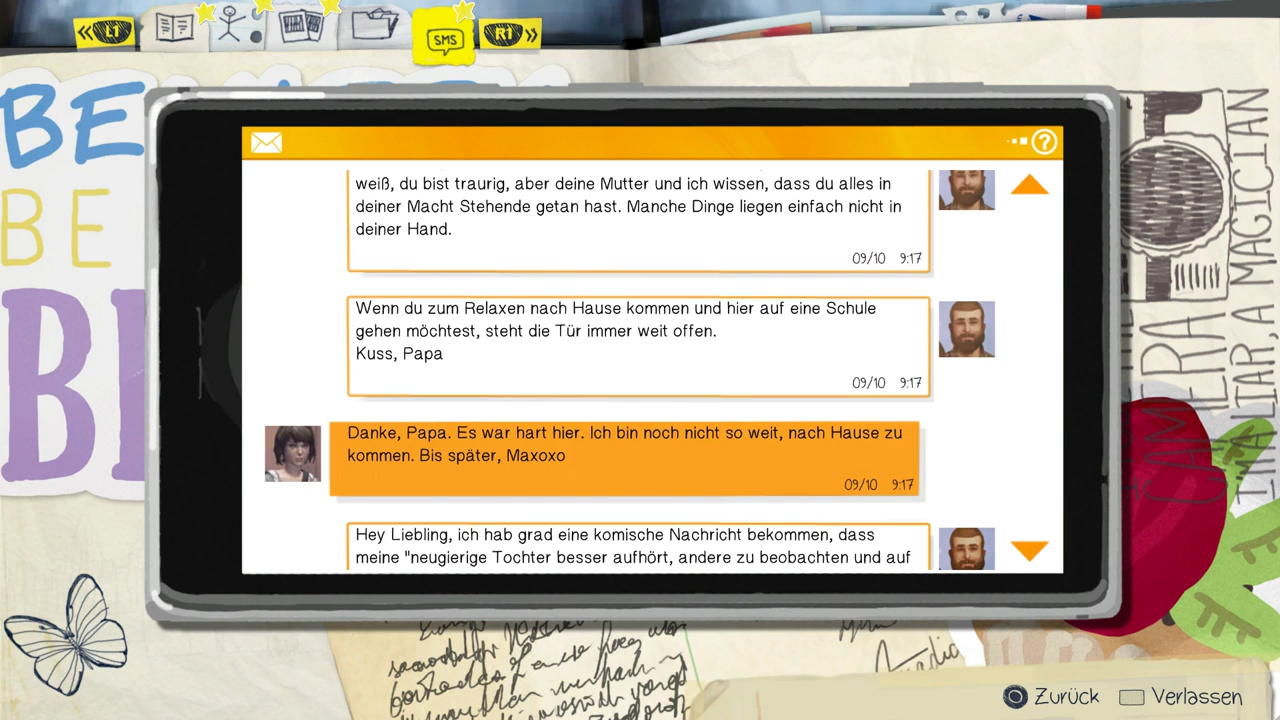 L1
SMS
R1
BE
BE
weiß, du bist traurig, aber deine Mutter und ich wissen, dass du alles in
deiner Macht Stehende getan hast. Manche Dinge liegen einfach nicht in
deiner Hand.
09/10 9:17
Wenn du zum Relaxen nach Hause kommen und hier auf eine Schule
gehen möchtest, steht die Tür immer weit offen.
Kuss, Papa
09/10 9:17
Danke, Papa. Es war hart hier. Ich bin noch nicht so weit, nach Hause zu
kommen. Bis später, Maxoxo
09/10 9:17
Hey Liebling, ich hab grad eine komische Nachricht bekommen, dass
meine "neugierige Tochter besser aufhört, andere zu beobachten und auf
CAMERA
LIAR, A MAGICIAN
Zurück
Verlassen